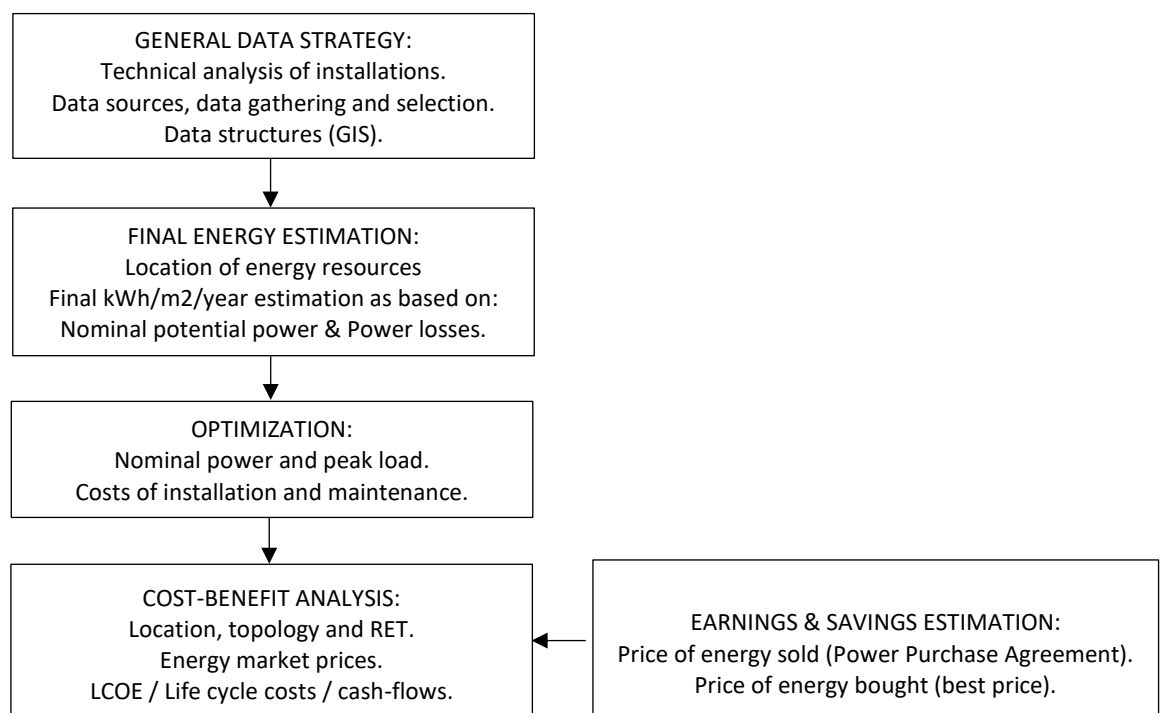 GENERAL DATA STRATEGY:
Technical analysis of installations.
Data sources, data gathering and selection.
Data structures (GIS).
FINAL ENERGY ESTIMATION:
Location of energy resources
Final kWh/m2/year estimation as based on:
Nominal potential power & Power losses.
OPTIMIZATION:
Nominal power and peak load.
Costs of installation and maintenance.
COST-BENEFIT ANALYSIS:
Location, topology and RET.
Energy market prices.
LCOE / Life cycle costs / cash-flows.
EARNINGS & SAVINGS ESTIMATION:
Price of energy sold (Power Purchase Agreement).
Price of energy bought (best price).